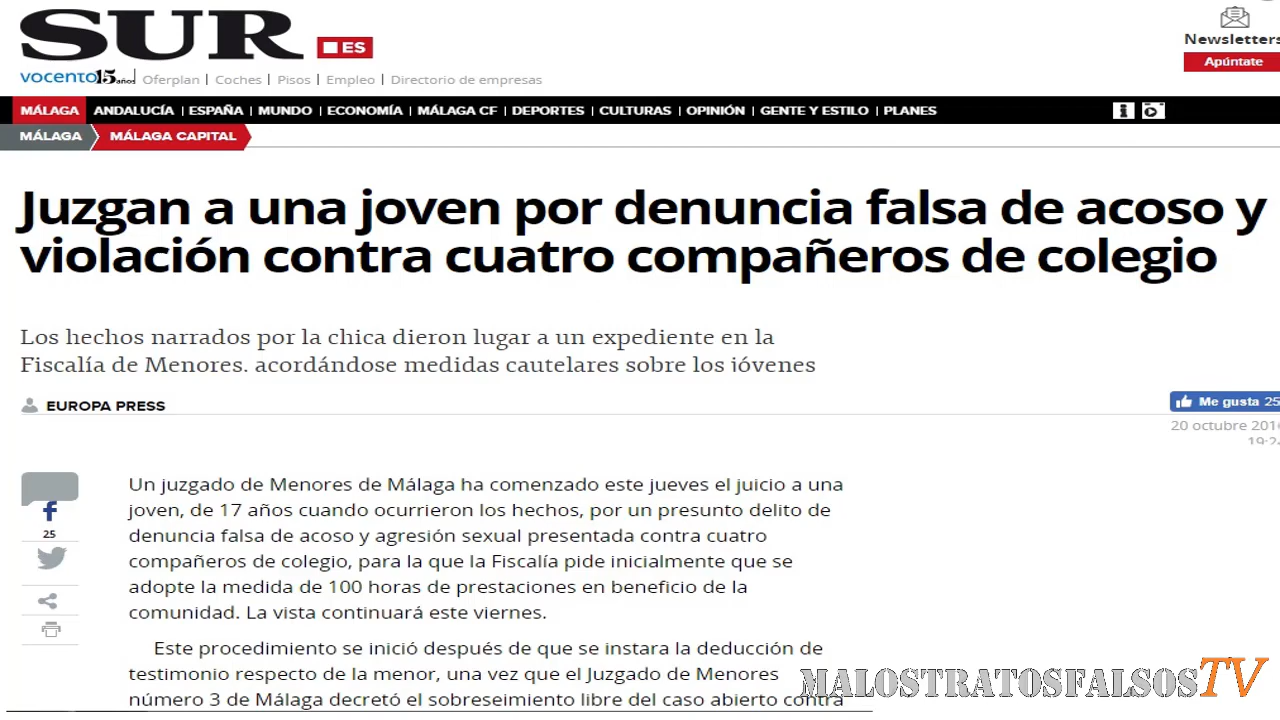 SUR
ES
vocento 15 años
Oferplan | Coches | Pisos | Empleo | Directorio de empresas
Newsletters
Apúntate
MÁLAGA ANDALUCÍA | ESPAÑA | MUNDO | ECONOMÍA | MÁLAGA CF | DEPORTES | CULTURAS | OPINIÓN | GENTE Y ESTILO | PLANES
MÁLAGA MÁLAGA CAPITAL
Juzgan a una joven por denuncia falsa de acoso y
violación contra cuatro compañeros de colegio
Los hechos narrados por la chica dieron lugar a un expediente en la
Fiscalía de Menores. acordándose medidas cautelares sobre los jóvenes
EUROPA PRESS
Me gusta 25
20 octubre 2016
19:24
25
Un juzgado de Menores de Málaga ha comenzado este jueves el juicio a una
joven, de 17 años cuando ocurrieron los hechos, por un presunto delito de
denuncia falsa de acoso y agresión sexual presentada contra cuatro
compañeros de colegio, para la que la Fiscalía pide inicialmente que se
adopte la medida de 100 horas de prestaciones en beneficio de la
comunidad. La vista continuará este viernes.
Este procedimiento se inició después de que se instara la deducción de
testimonio respecto de la menor, una vez que el Juzgado de Menores
número 3 de Málaga decretó el sobreseimiento libre del caso abierto contra
MALOSTRATOSFALSOSTV